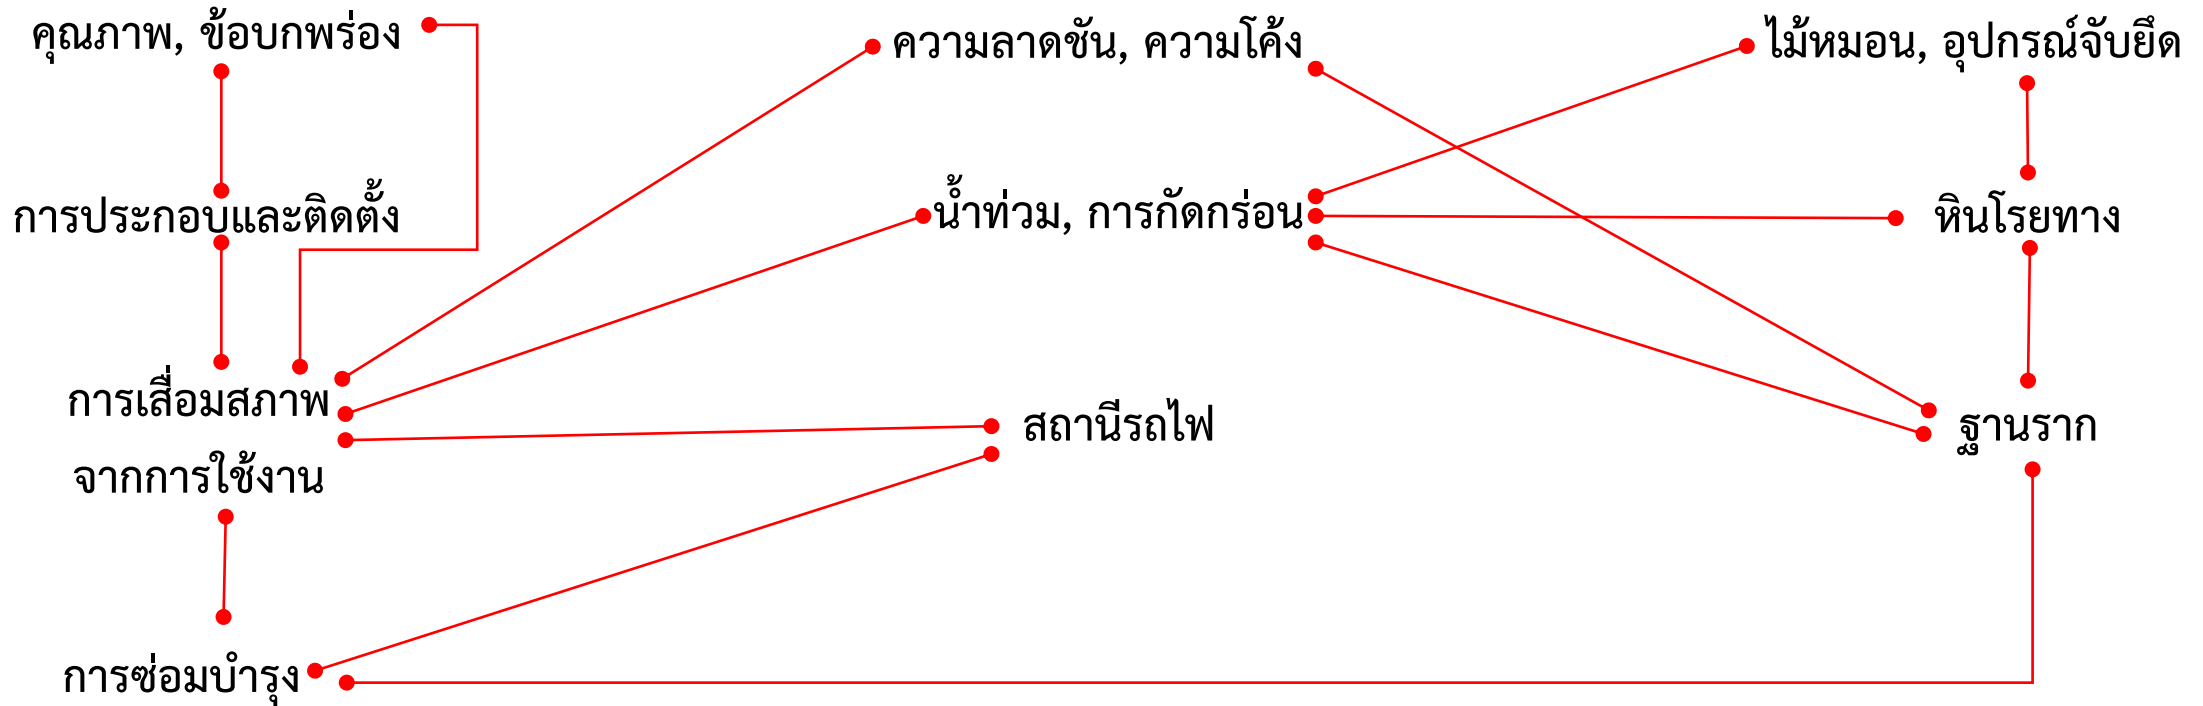 คุณภาพ, ข้อบกพร่อง
ความลาดชัน, ความโค้ง
ไม้หมอน, อุปกรณ์จับยึด
การประกอบและติดตั้ง
น้ำท่วม, การกัดกร่อน
หินโรยทาง
การเสื่อมสภาพ
จากการใช้งาน
สถานีรถไฟ
ฐานราก
การซ่อมบำรุง